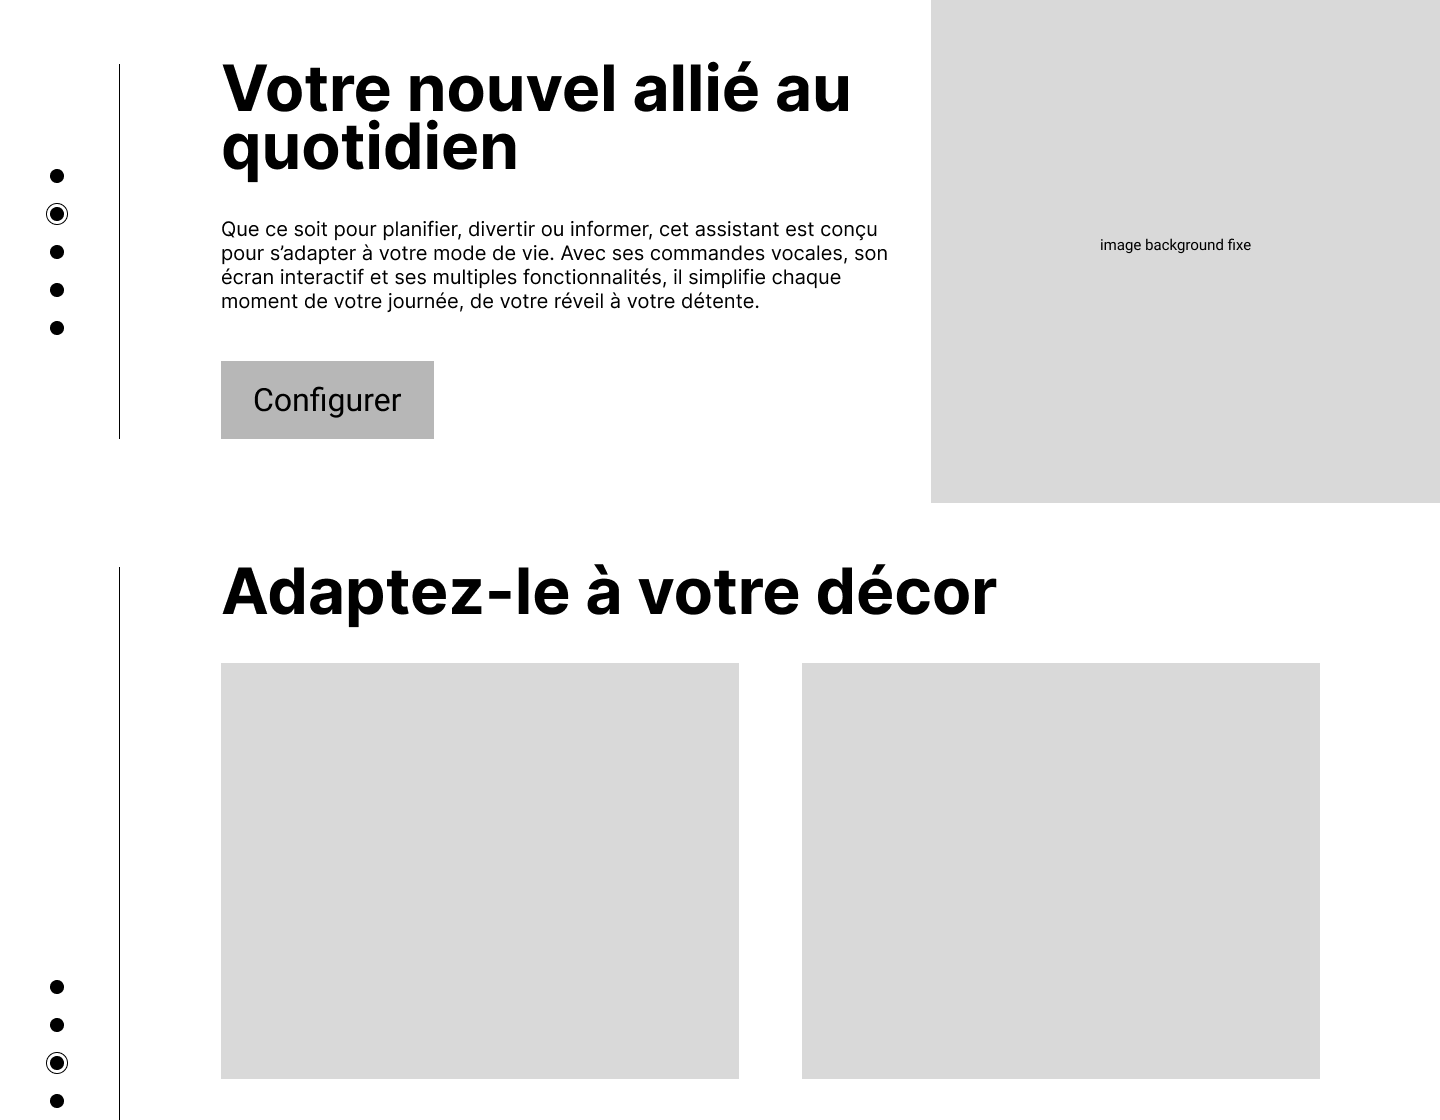 Votre nouvel allié au
quotidien
Que ce soit pour planifier, divertir ou informer, cet assistant est conçu
pour s’adapter à votre mode de vie. Avec ses commandes vocales, son
écran interactif et ses multiples fonctionnalités, il simplifie chaque
moment de votre journée, de votre réveil à votre détente.
Configurer
image background fixe
Adaptez-le à votre décor